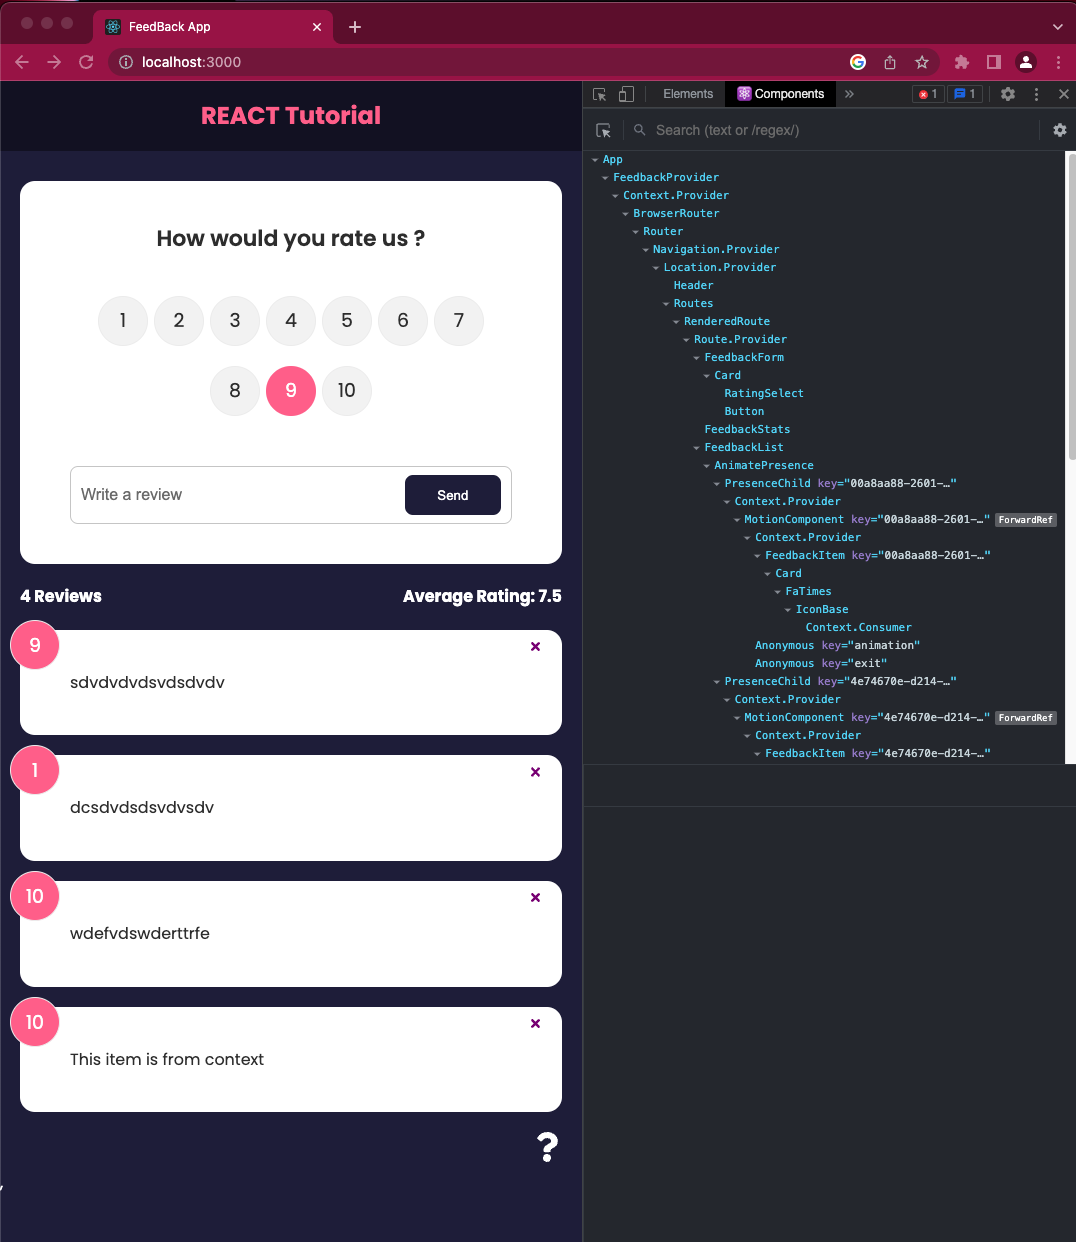 FeedBack App
localhost:3000
REACT Tutorial
How would you rate us ?
1 2 3 4 5 6 7
8 9 10
Write a review
Send
4 Reviews
Average Rating: 7.5
9
sdvdvdvdsvdsdvdv
1
dcsdvdsdsvdvsdv
10
wdefvdswderttrfe
10
This item is from context
?
Elements
Components
1
1
Search (text or /regex/)
App
FeedbackProvider
Context.Provider
BrowserRouter
Router
Navigation.Provider
Location.Provider
Header
Routes
RenderedRoute
Route.Provider
FeedbackForm
Card
RatingSelect
Button
FeedbackStats
FeedbackList
AnimatePresence
PresenceChild key="00a8aa88-2601-…"
Context.Provider
MotionComponent key="00a8aa88-2601-…" ForwardRef
Context.Provider
FeedbackItem key="00a8aa88-2601-…"
Card
FaTimes
IconBase
Context.Consumer
Anonymous key="animation"
Anonymous key="exit"
PresenceChild key="4e74670e-d214-…"
Context.Provider
MotionComponent key="4e74670e-d214-…" ForwardRef
Context.Provider
FeedbackItem key="4e74670e-d214-…"